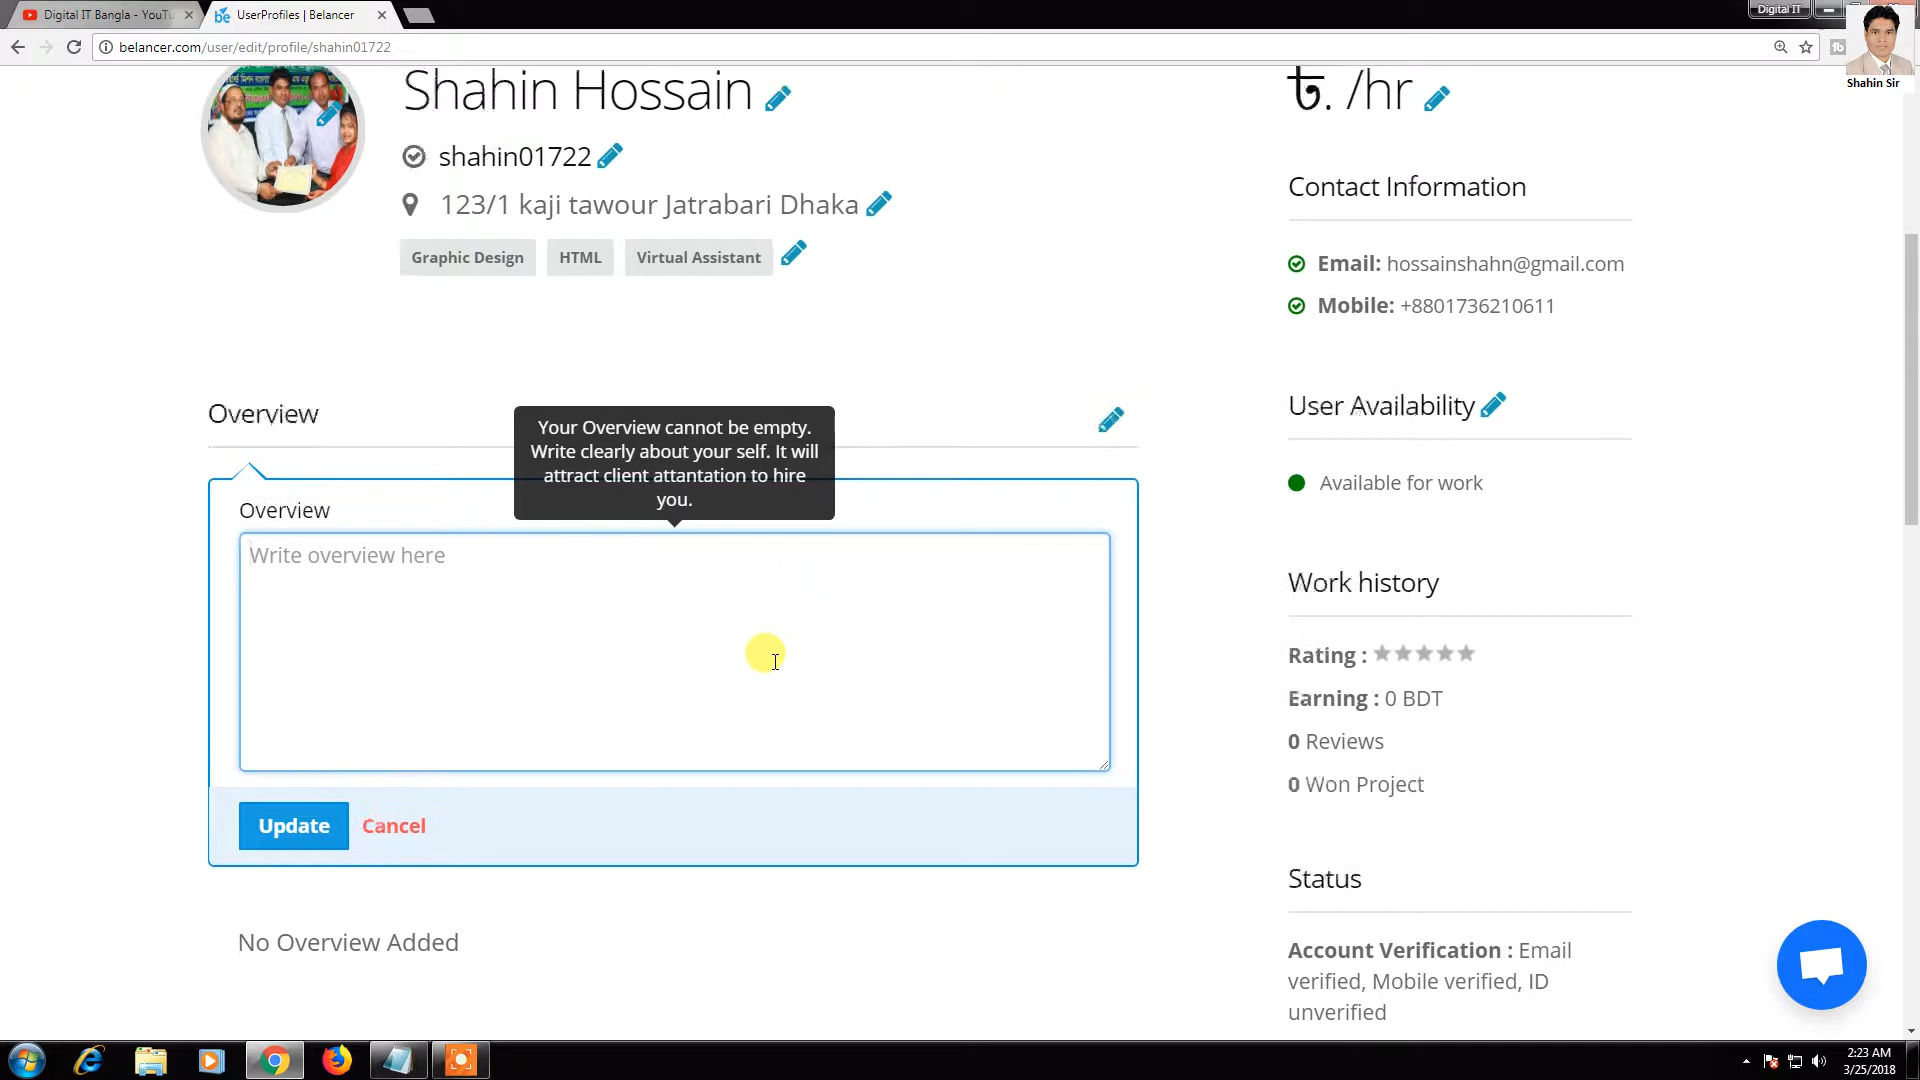 Digital IT Bangla - YouTu
UserProfiles | Belancer
Digital IT
belancer.com/user/edit/profile/shahin01722
Shahin Sir
Shahin Hossain
৳. /hr
shahin01722
123/1 kaji tawour Jatrabari Dhaka
Graphic Design
HTML
Virtual Assistant
Contact Information
Email: hossainshahn@gmail.com
Mobile: +8801736210611
Overview
Your Overview cannot be empty.
Write clearly about your self. It will
attract client attantation to hire
you.
User Availability
Available for work
Overview
Write overview here
Work history
Rating :
Earning : 0 BDT
0 Reviews
0 Won Project
Update
Cancel
Status
No Overview Added
Account Verification : Email
verified, Mobile verified, ID
unverified
2:23 AM
3/25/2018